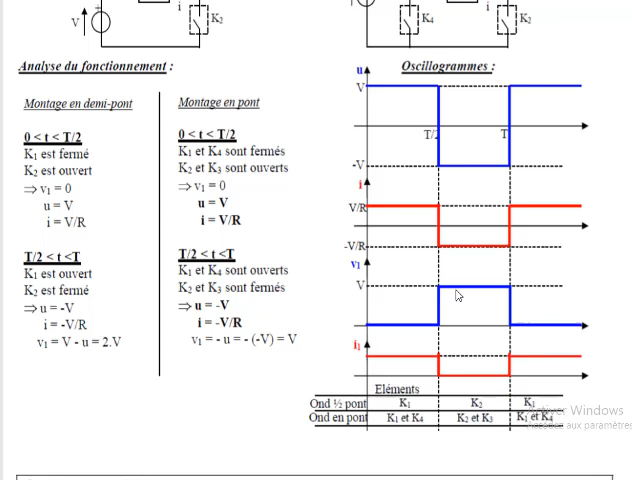 V
+
i
K2
K4
i
K2
Analyse du fonctionnement :
Montage en demi-pont
0 < t < T/2
K1 est fermé
K2 est ouvert
⇒ v1 = 0
u = V
i = V/R
T/2 < t <T
K1 est ouvert
K2 est fermé
⇒ u = -V
i = -V/R
v1 = V - u = 2.V
Montage en pont
0 < t < T/2
K1 et K4 sont fermés
K2 et K3 sont ouverts
⇒ v1 = 0
u = V
i = V/R
T/2 < t <T
K1 et K4 sont ouverts
K2 et K3 sont fermés
⇒ u = -V
i = -V/R
v1 = - u = - (-V) = V
Oscillogrammes :
u
V
T/2
T
-V
i
V/R
-V/R
v1
V
i1
Eléments
Ond ½ pont K1 K2 K1
Ond en pont K1 et K4 K2 et K3 K1 et K4
Activer Windows
Accédez aux paramètres